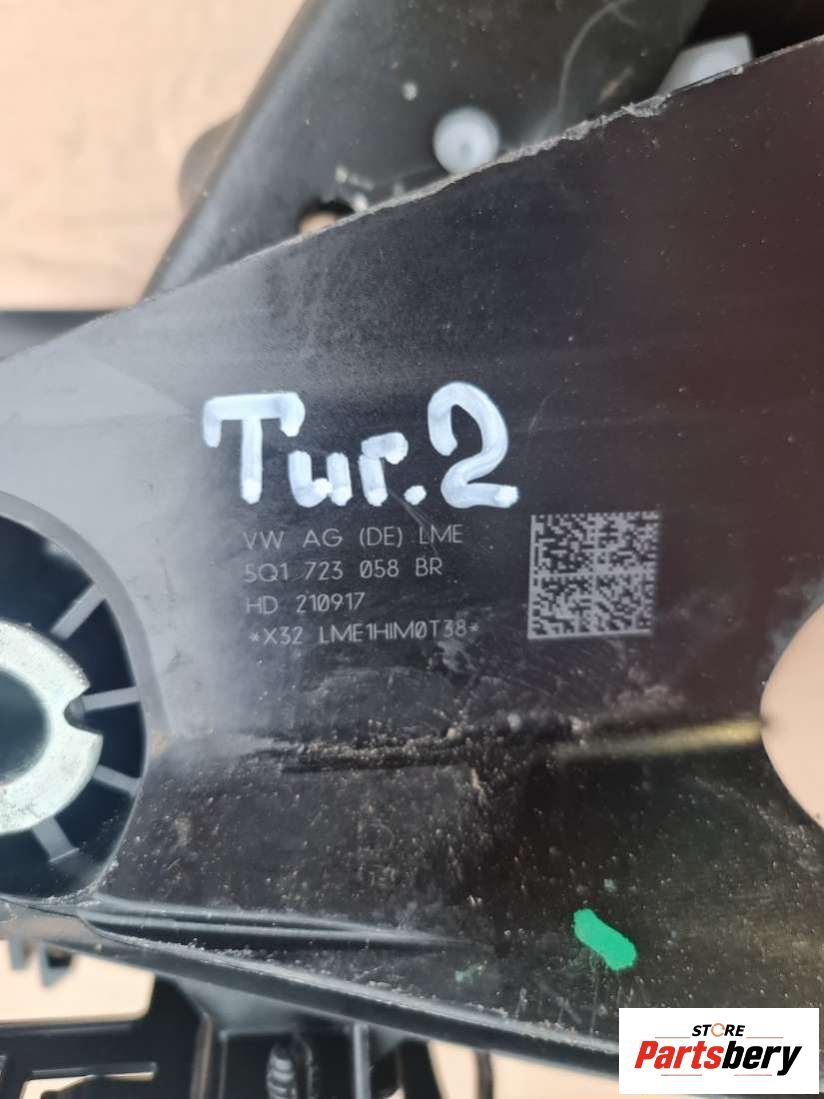 Tur.2
VW AG (DE) LME
5Q1 723 058 BR
HD 210917
*X32 LME1HIM0T38*
STORE
Partsbery